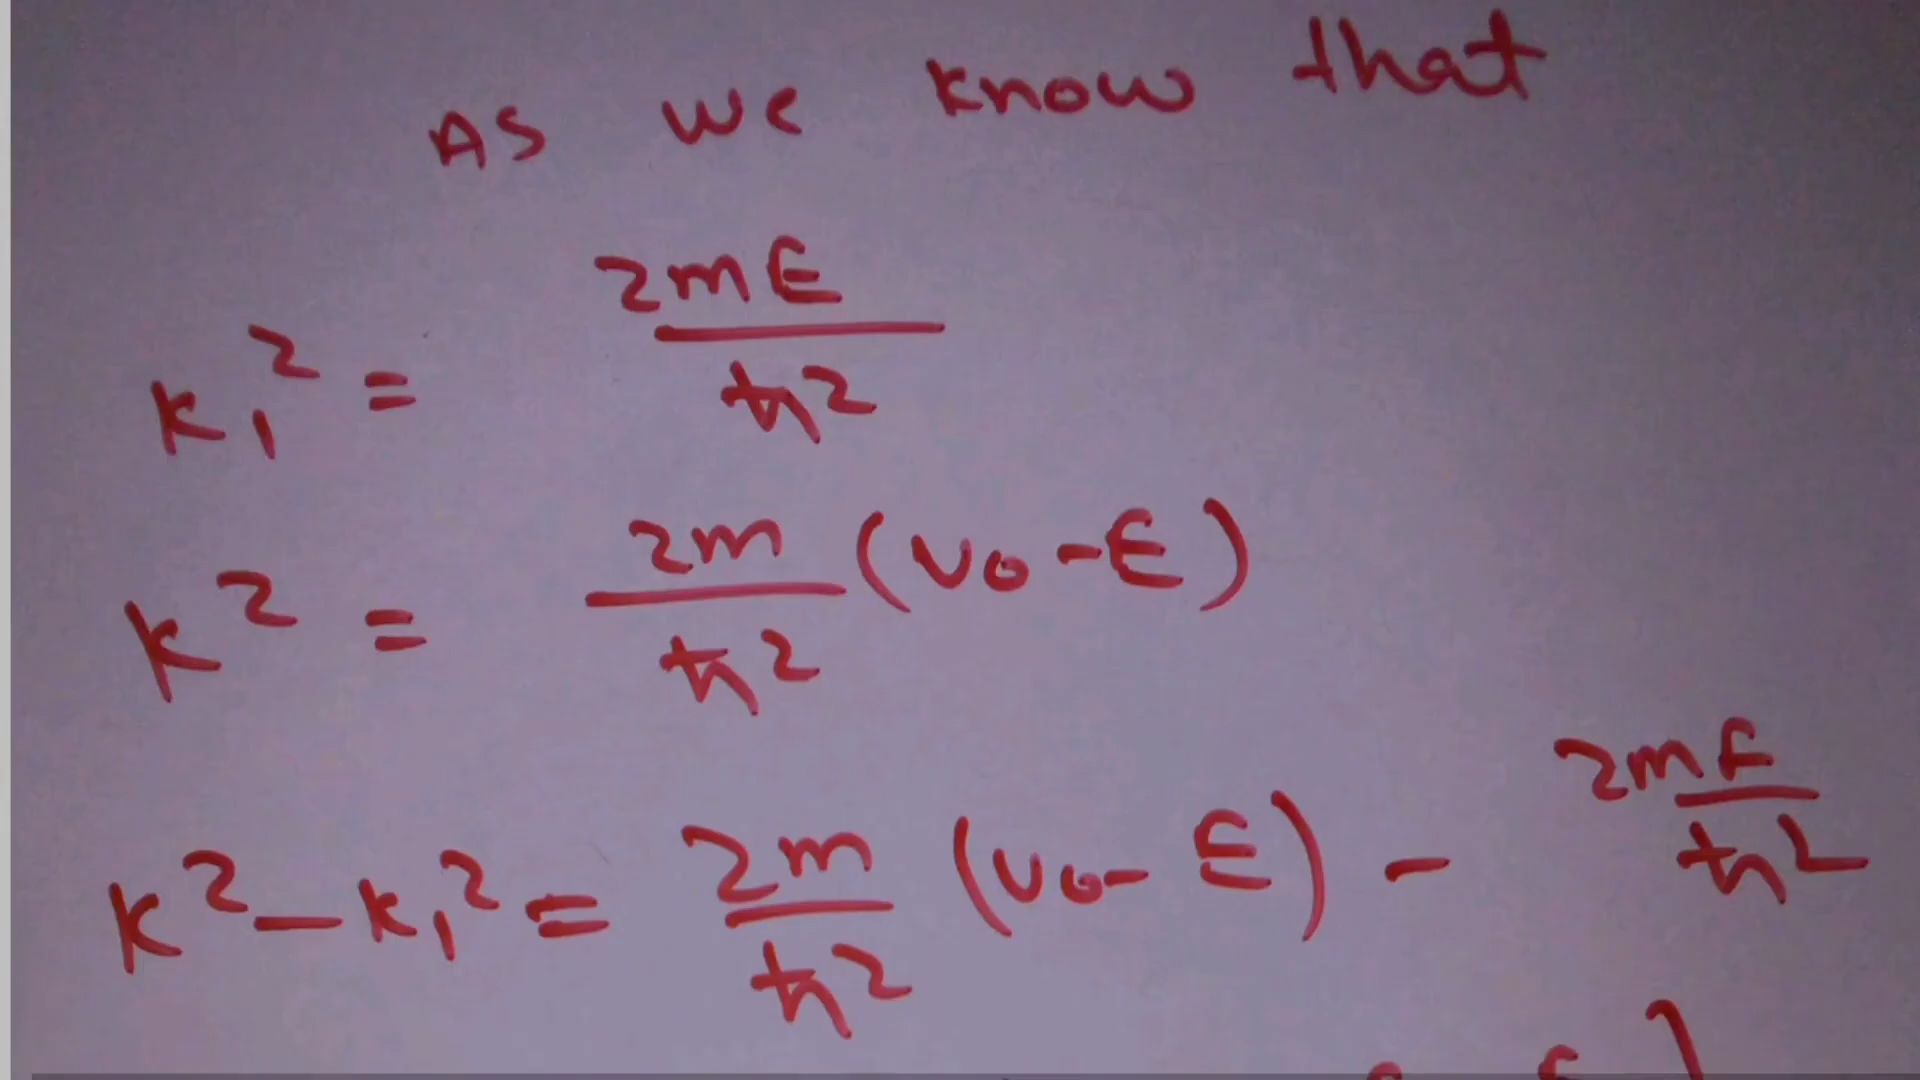 As we know that
k₁² = 2mE / ħ²
k² = 2m / ħ² (v₀ - E)
k² - k₁² = 2m / ħ² (v₀ - E) - 2mE / ħ²